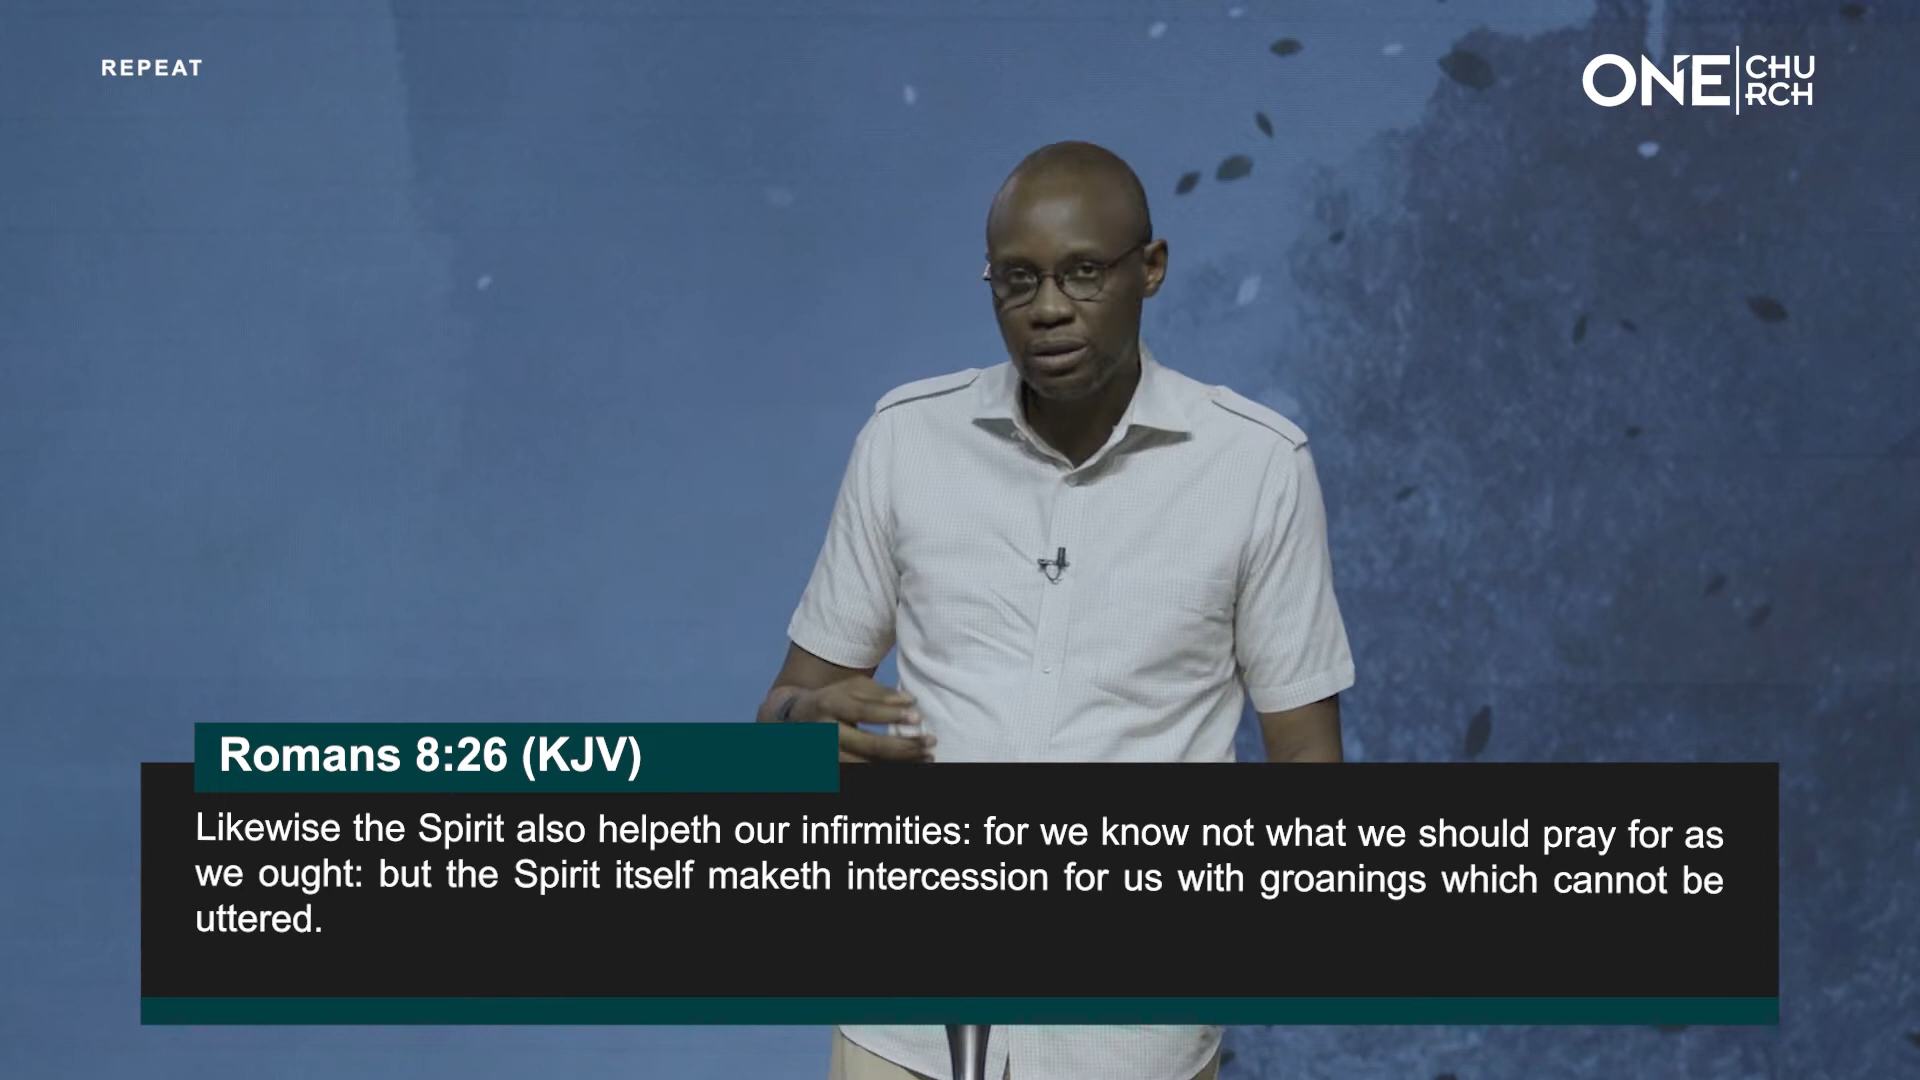 REPEAT
ONE
CHU
RCH
Romans 8:26 (KJV)
Likewise the Spirit also helpeth our infirmities: for we know not what we should pray for as
we ought: but the Spirit itself maketh intercession for us with groanings which cannot be
uttered.